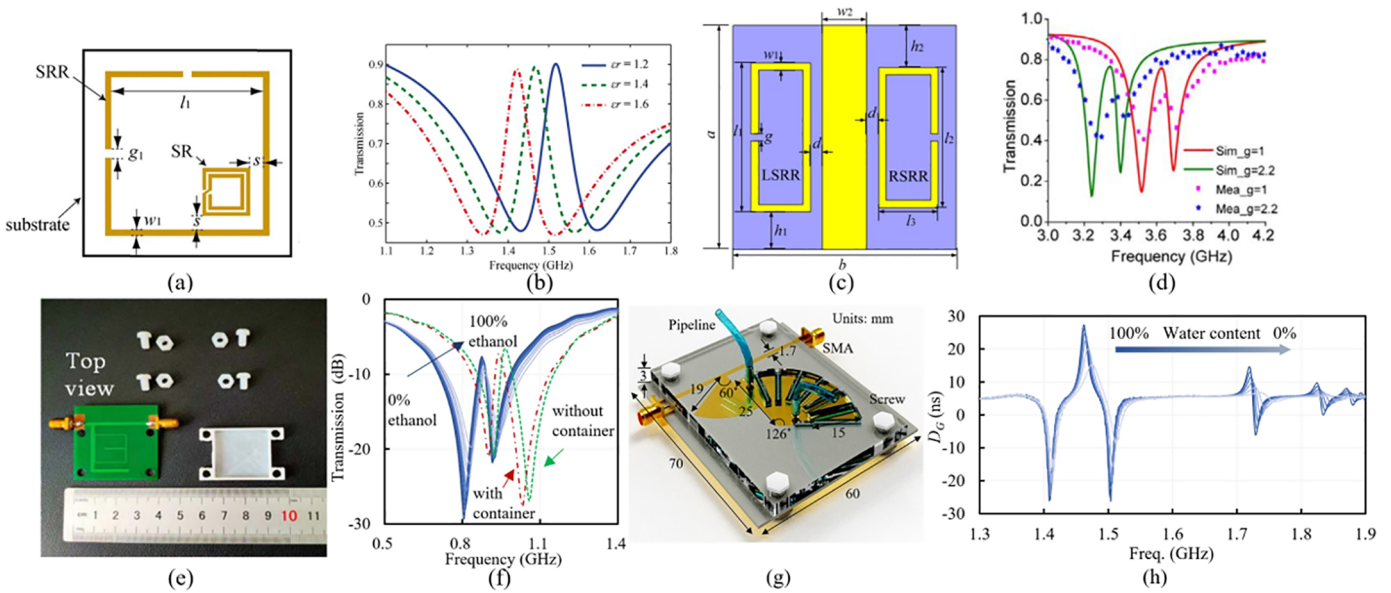 SRR
l1
g1
SR
s
s
w1
substrate
(a)
Transmission
0.9
0.8
0.7
0.6
0.5
εr = 1.2
εr = 1.4
εr = 1.6
1.1 1.2 1.3 1.4 1.5 1.6 1.7 1.8
Frequency (GHz)
(b)
w2
h2
w1
a
l1
g
d
d
l2
LSRR
RSRR
l3
h1
b
(c)
Transmission
1.0
0.8
0.6
0.4
0.2
0.0
Sim_g=1
Sim_g=2.2
Mea_g=1
Mea_g=2.2
3.0 3.2 3.4 3.6 3.8 4.0 4.2
Frequency (GHz)
(d)
Top
view
cm 1 2 3 4 5 6 7 8 9 10 11
(e)
Transmission (dB)
0
-10
-20
-30
100%
ethanol
0%
ethanol
without
container
with
container
0.5 0.8 1.1 1.4
Frequency (GHz)
(f)
Pipeline
Units: mm
SMA
1.7
3
19
60°
25
Screw
126°
15
70
60
(g)
DG (ns)
30
20
10
0
-10
-20
-30
100% Water content 0%
1.3 1.4 1.5 1.6 1.7 1.8 1.9
Freq. (GHz)
(h)